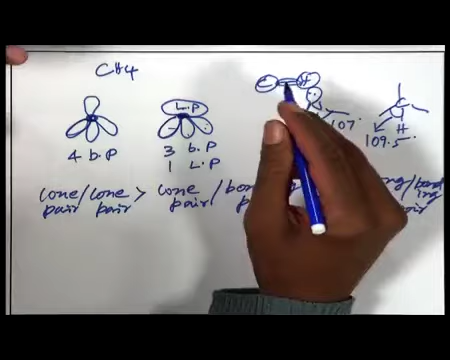 CH4
L.P
H
107.
C
H
109.5
4 b.p
3 b.p
1 L.P
lone/lone > lone /
pair/pair pair